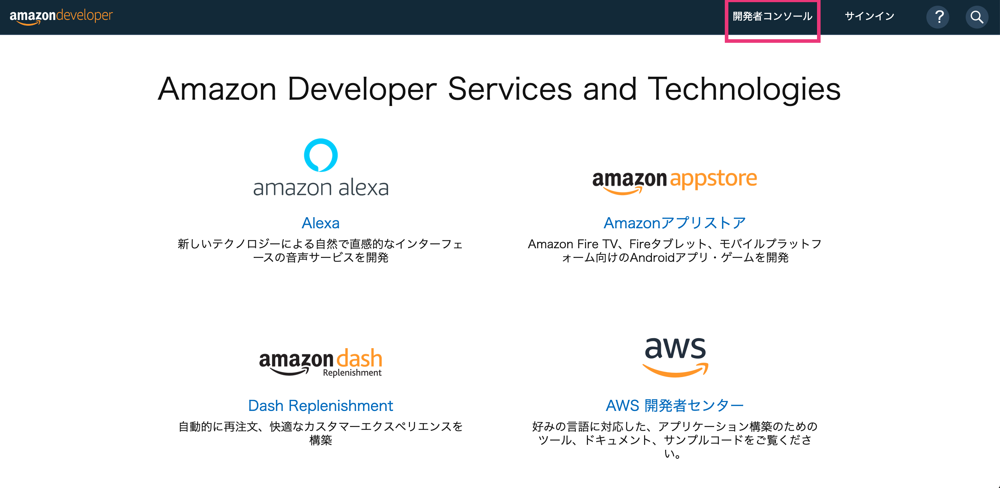 amazondeveloper
開発者コンソール
サインイン
?
Amazon Developer Services and Technologies
amazon alexa
Alexa
新しいテクノロジーによる自然で直感的なインターフェ
ースの音声サービスを開発
amazon appstore
Amazonアプリストア
Amazon Fire TV、Fireタブレット、モバイルプラットフ
ォーム向けのAndroidアプリ・ゲームを開発
amazon dash
Replenishment
Dash Replenishment
自動的に再注文、快適なカスタマーエクスペリエンスを
構築
aws
AWS 開発者センター
好みの言語に対応した、アプリケーション構築のための
ツール、ドキュメント、サンプルコードをご覧くださ
い。